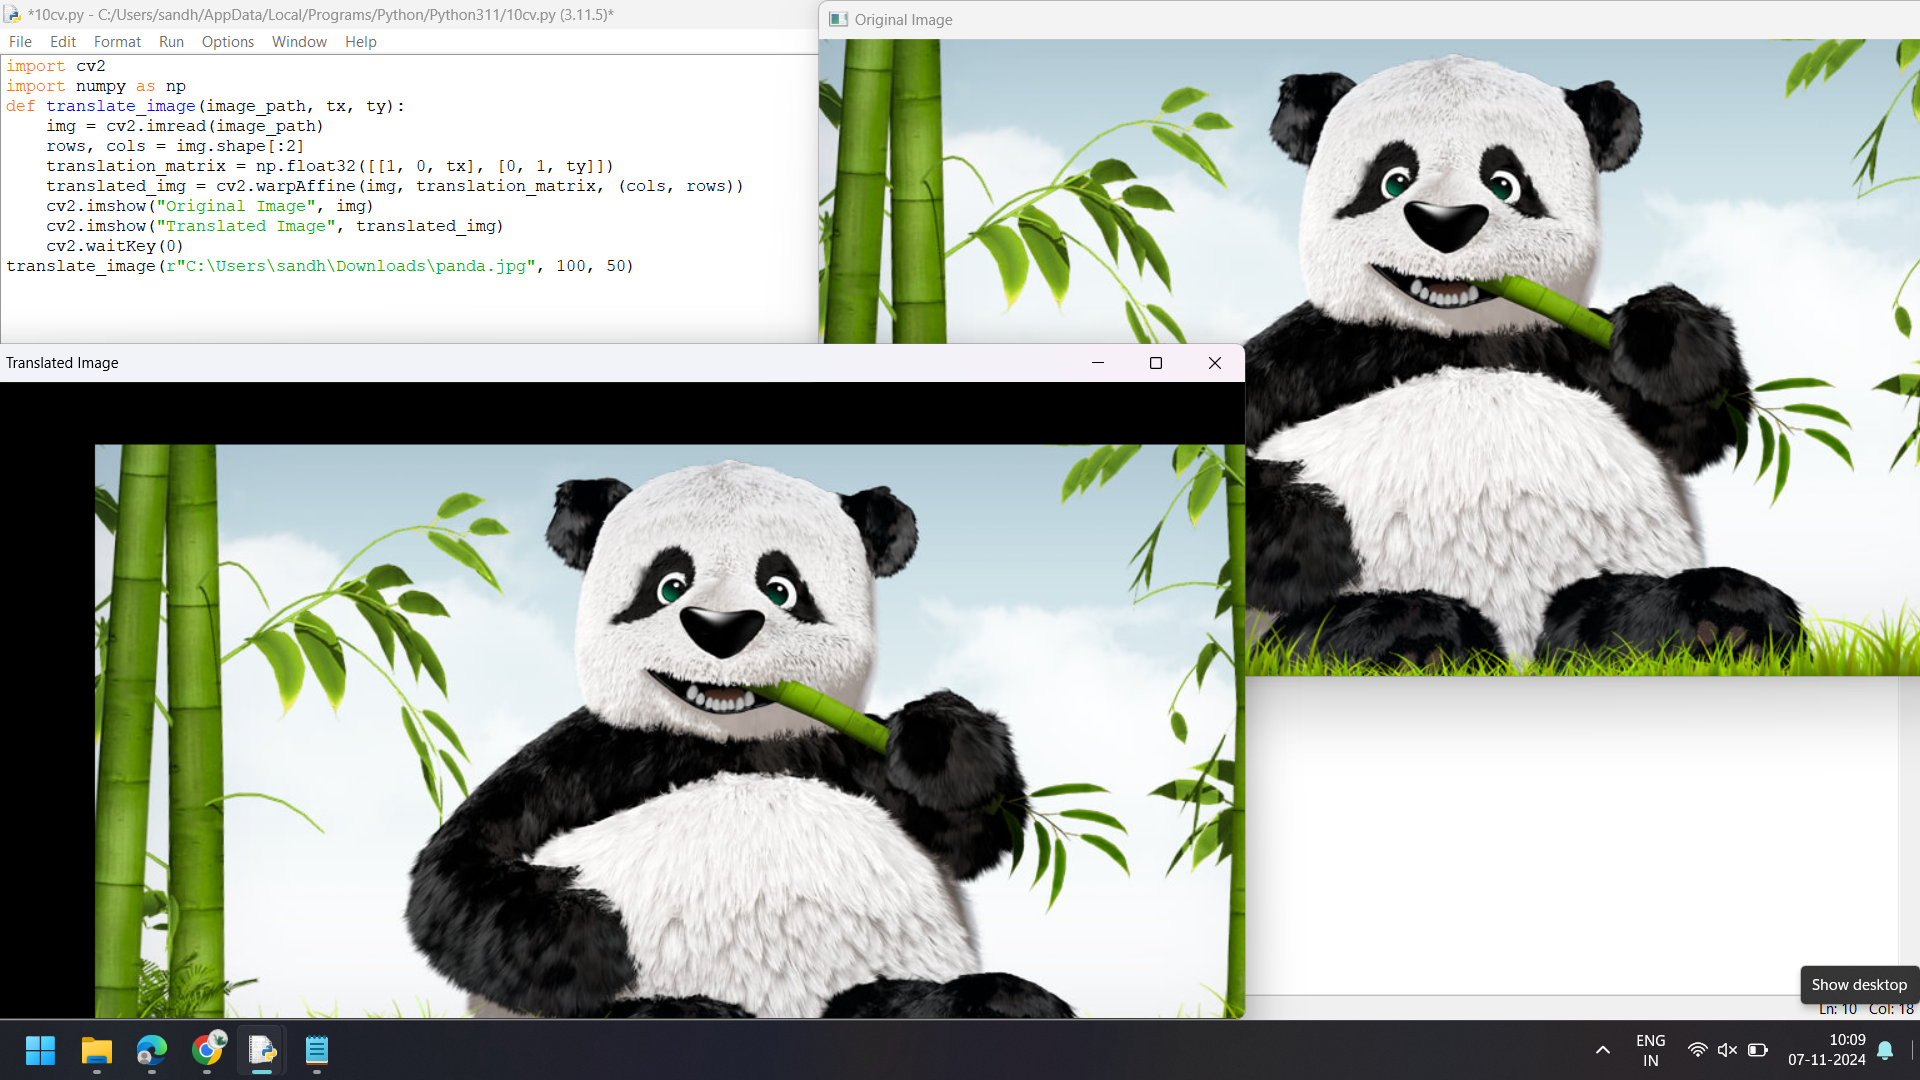 *10cv.py - C:/Users/sandh/AppData/Local/Programs/Python/Python311/10cv.py (3.11.5)*
File Edit Format Run Options Window Help
import cv2
import numpy as np
def translate_image(image_path, tx, ty):
    img = cv2.imread(image_path)
    rows, cols = img.shape[:2]
    translation_matrix = np.float32([[1, 0, tx], [0, 1, ty]])
    translated_img = cv2.warpAffine(img, translation_matrix, (cols, rows))
    cv2.imshow("Original Image", img)
    cv2.imshow("Translated Image", translated_img)
    cv2.waitKey(0)
translate_image(r"C:\Users\sandh\Downloads\panda.jpg", 100, 50)
Original Image
Translated Image
Show desktop
Ln: 10 Col: 18
ENG
IN
10:09
07-11-2024